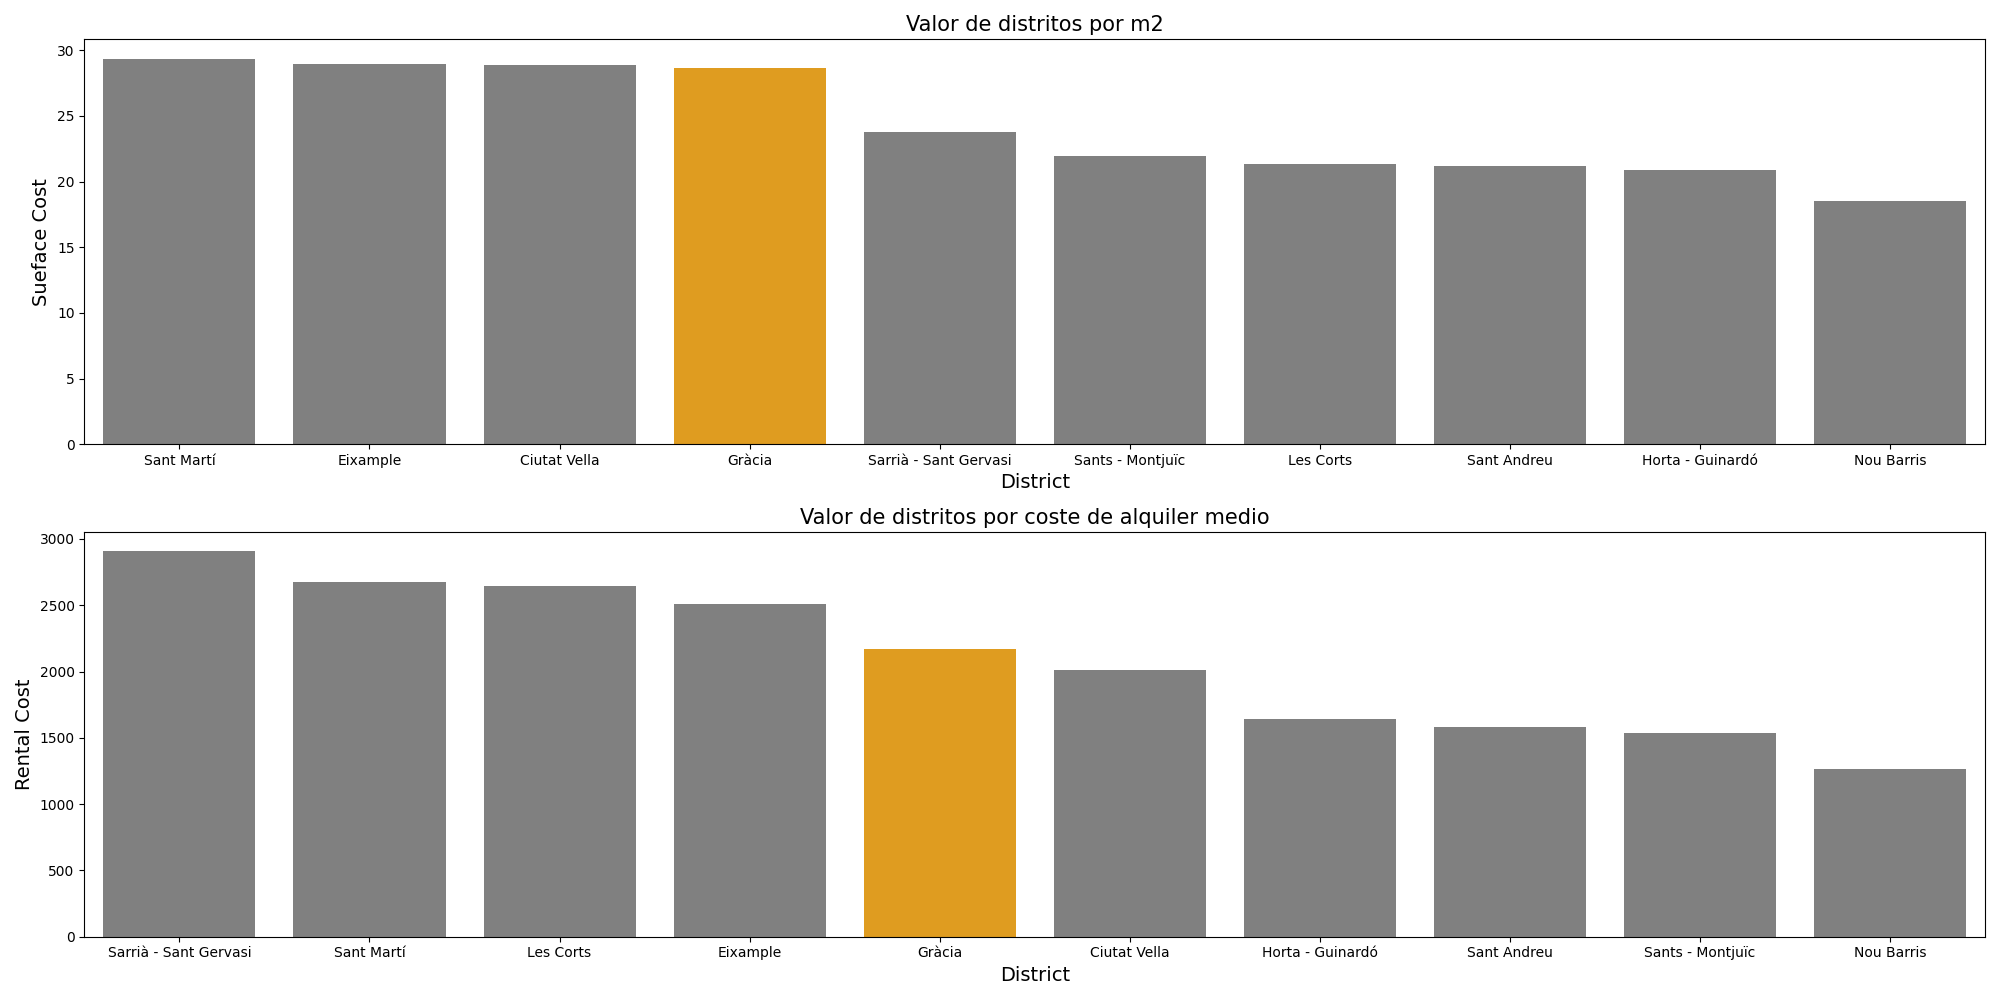 Valor de distritos por m2
30
25
20
15
10
5
0
Sueface Cost
Sant Martí
Eixample
Ciutat Vella
Gràcia
Sarrià - Sant Gervasi
Sants - Montjuïc
Les Corts
Sant Andreu
Horta - Guinardó
Nou Barris
District
Valor de distritos por coste de alquiler medio
3000
2500
2000
1500
1000
500
0
Rental Cost
Sarrià - Sant Gervasi
Sant Martí
Les Corts
Eixample
Gràcia
Ciutat Vella
Horta - Guinardó
Sant Andreu
Sants - Montjuïc
Nou Barris
District